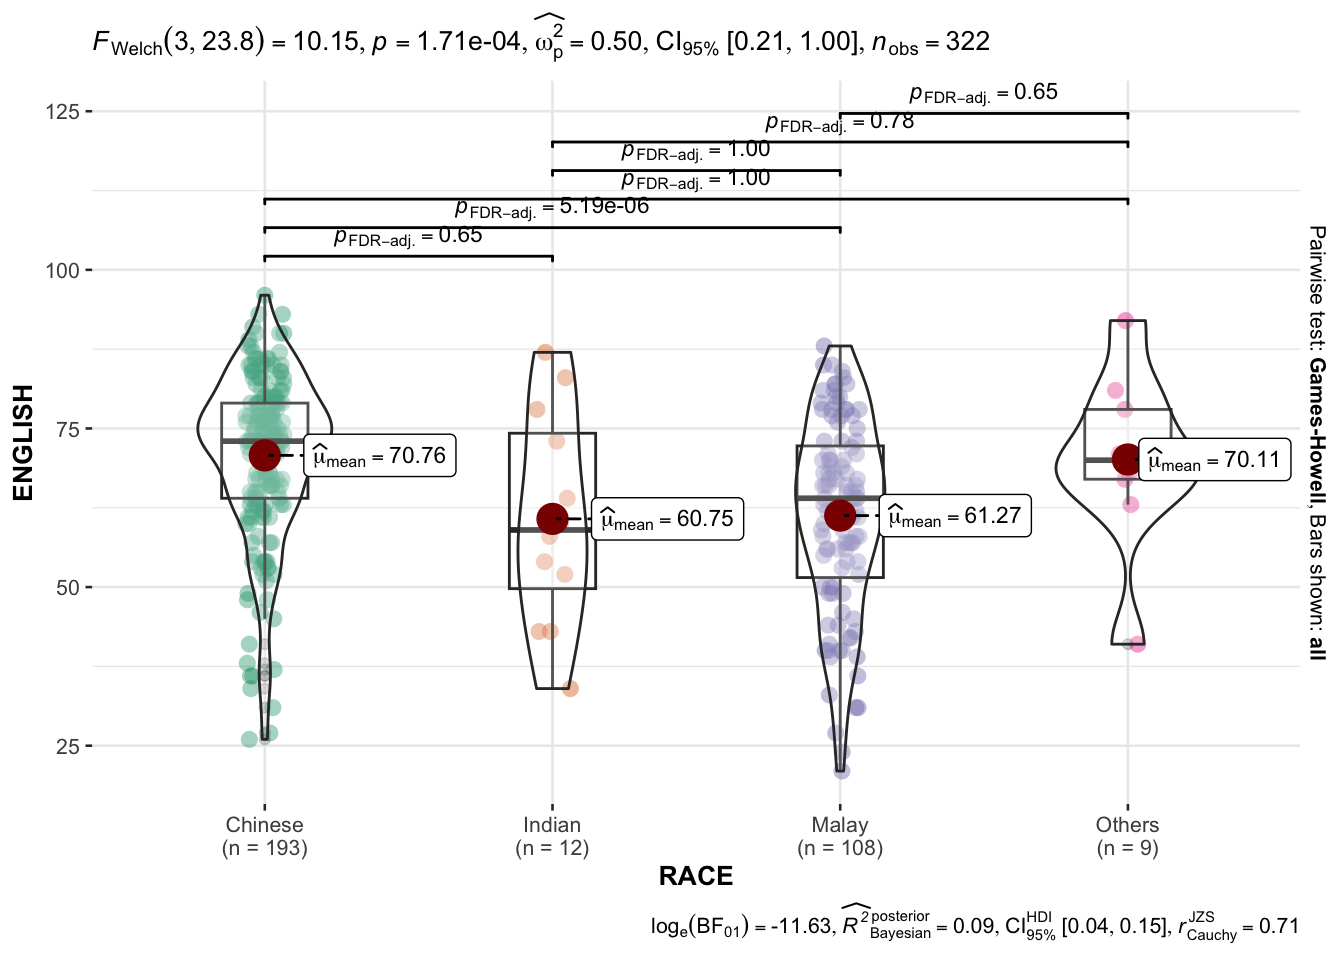 F_Welch(3, 23.8) = 10.15, p = 1.71e-04, ω̂²_p = 0.50, CI_95% [0.21, 1.00], n_obs = 322
125
100
75
50
25
ENGLISH
p_FDR−adj. = 0.65
p_FDR−adj. = 0.78
p_FDR−adj. = 1.00
p_FDR−adj. = 1.00
p_FDR−adj. = 5.19e-06
p_FDR−adj. = 0.65
μ̂_mean = 70.76
μ̂_mean = 60.75
μ̂_mean = 61.27
μ̂_mean = 70.11
Pairwise test: Games-Howell, Bars shown: all
Chinese
(n = 193)
Indian
(n = 12)
Malay
(n = 108)
Others
(n = 9)
RACE
log_e(BF_01) = -11.63, R̂²^posterior_Bayesian = 0.09, CI^HDI_95% [0.04, 0.15], r^JZS_Cauchy = 0.71